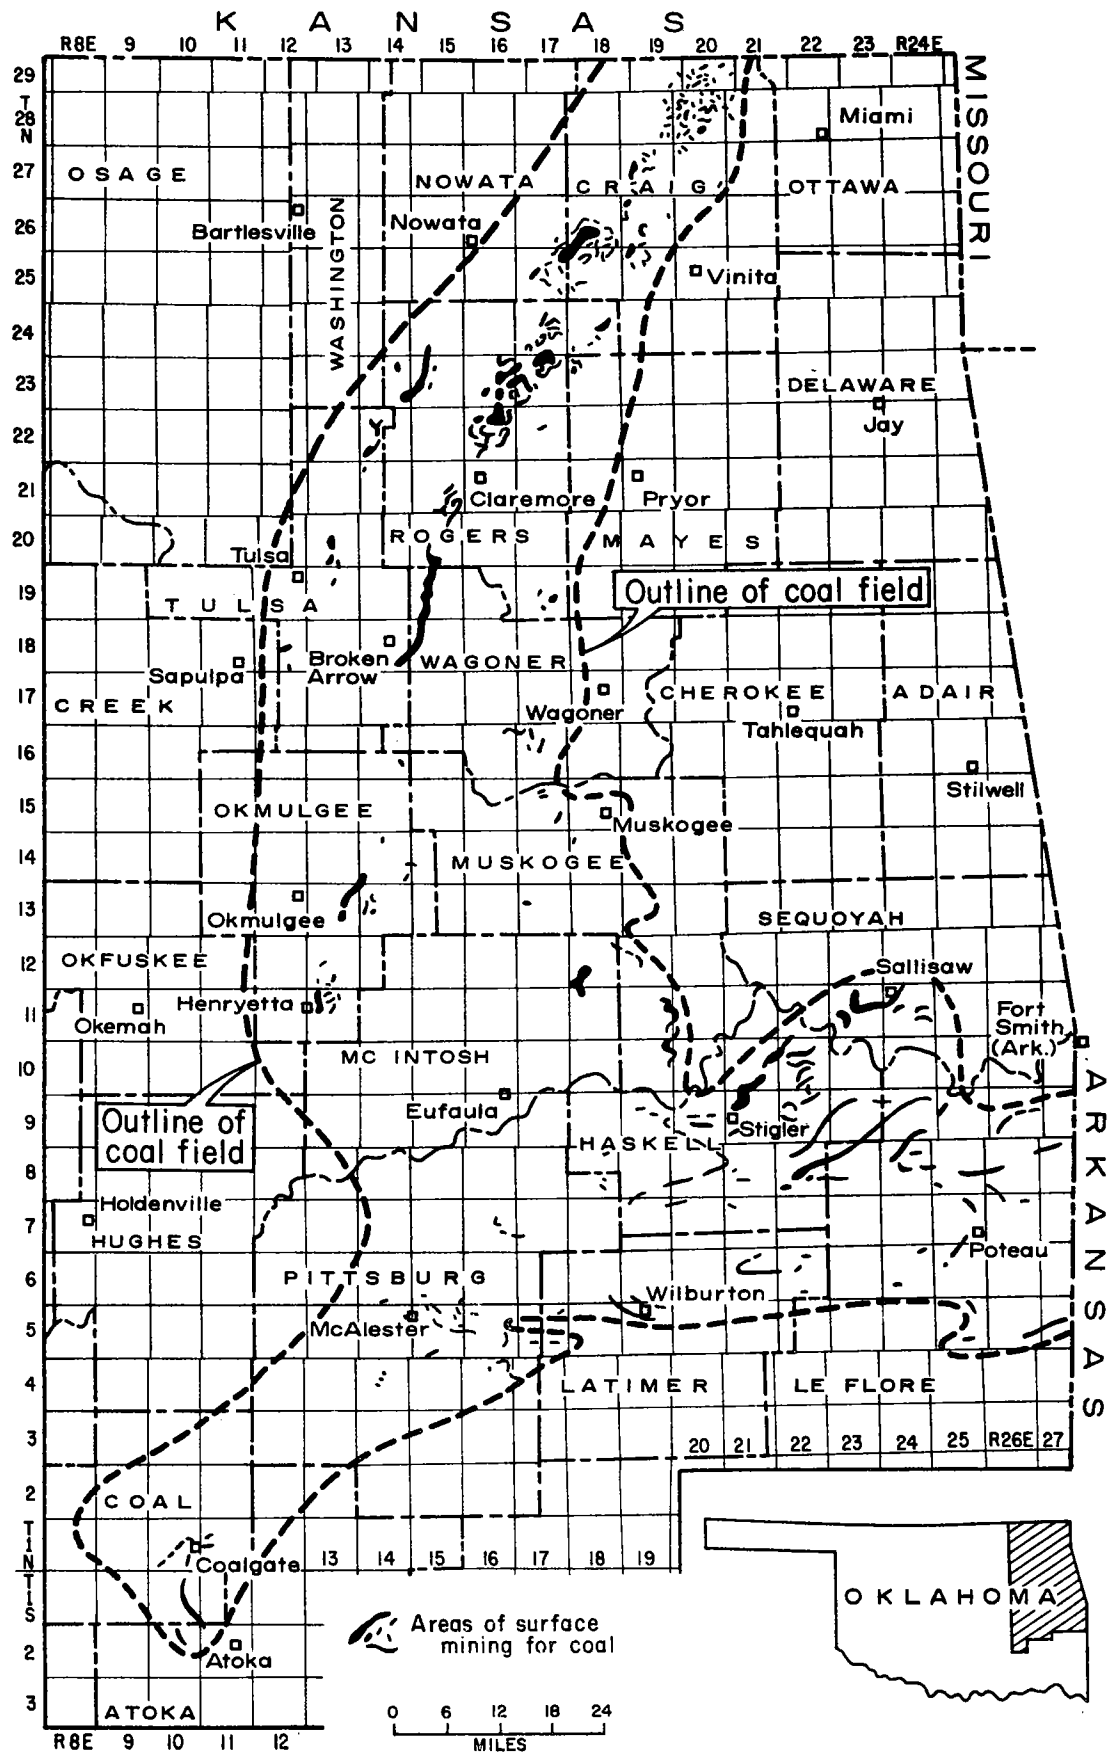 K A N S A S
R8E 9 10 11 12 13 14 15 16 17 18 19 20 21 22 23 R24E
29
T
28
N
27
26
25
24
23
22
21
20
19
18
17
16
15
14
13
12
11
10
9
8
7
6
5
4
3
2
T1N
T1S
2
3
MISSOURI
Miami
OSAGE
NOWATA
CRAIG
OTTAWA
Bartlesville
Nowata
WASHINGTON
Vinita
DELAWARE
Jay
Claremore
Pryor
ROGERS
MAYES
Tulsa
Outline of coal field
TULSA
Broken
Arrow
WAGONER
Sapulpa
CREEK
Wagoner
CHEROKEE
ADAIR
Tahlequah
Stilwell
OKMULGEE
Muskogee
MUSKOGEE
Okmulgee
SEQUOYAH
OKFUSKEE
Sallisaw
Henryetta
Okemah
Fort
Smith
(Ark.)
MC INTOSH
Eufaula
Outline of
coal field
Stigler
HASKELL
ARKANSAS
Holdenville
HUGHES
Poteau
PITTSBURG
Wilburton
McAlester
LATIMER
LE FLORE
20 21 22 23 24 25 R26E 27
COAL
Coalgate
13 14 15 16 17 18 19
OKLAHOMA
Areas of surface
mining for coal
Atoka
ATOKA
0 6 12 18 24
MILES
R8E 9 10 11 12